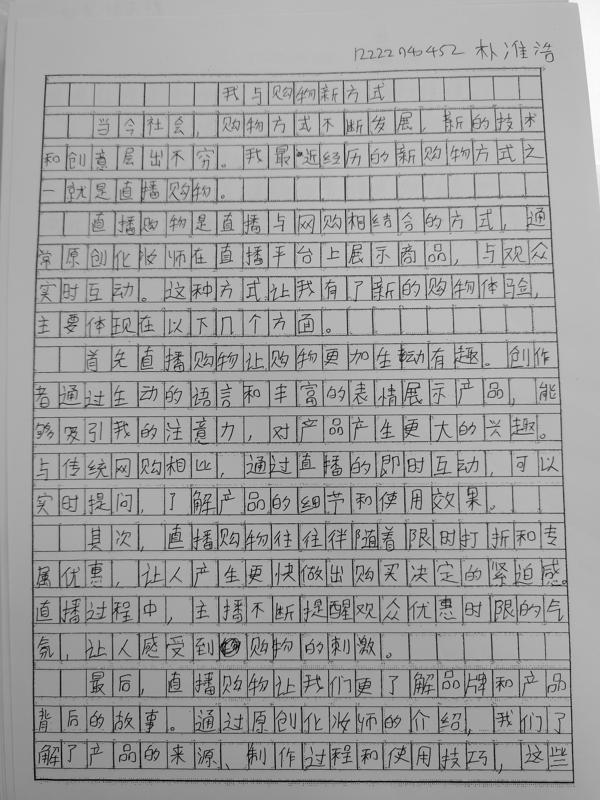 12222740452 朴准浩
我与购物新方式
当今社会，购物方式不断发展，新的技术
和创意层出不穷。我最近经历的新购物方式之
一就是直播购物。
直播购物是直播与网购相结合的方式，通
常原创化妆师在直播平台上展示商品，与观众
实时互动。这种方式让我有了新的购物体验，
主要体现在以下几个方面。
首先直播购物让购物更加生动有趣。创作
者通过生动的语言和丰富的表情展示产品，能
够吸引我的注意力，对产品产生更大的兴趣。
与传统网购相比，通过直播的即时互动，可以
实时提问，了解产品的细节和使用效果。
其次，直播购物往往伴随着限时打折和专
属优惠，让人产生更快做出购买决定的紧迫感。
直播过程中，主播不断提醒观众优惠时限的气
氛，让人感受到购物的刺激。
最后，直播购物让我们更了解品牌和产品
背后的故事。通过原创化妆师的介绍，我们了
解了产品的来源、制作过程和使用技巧，这些